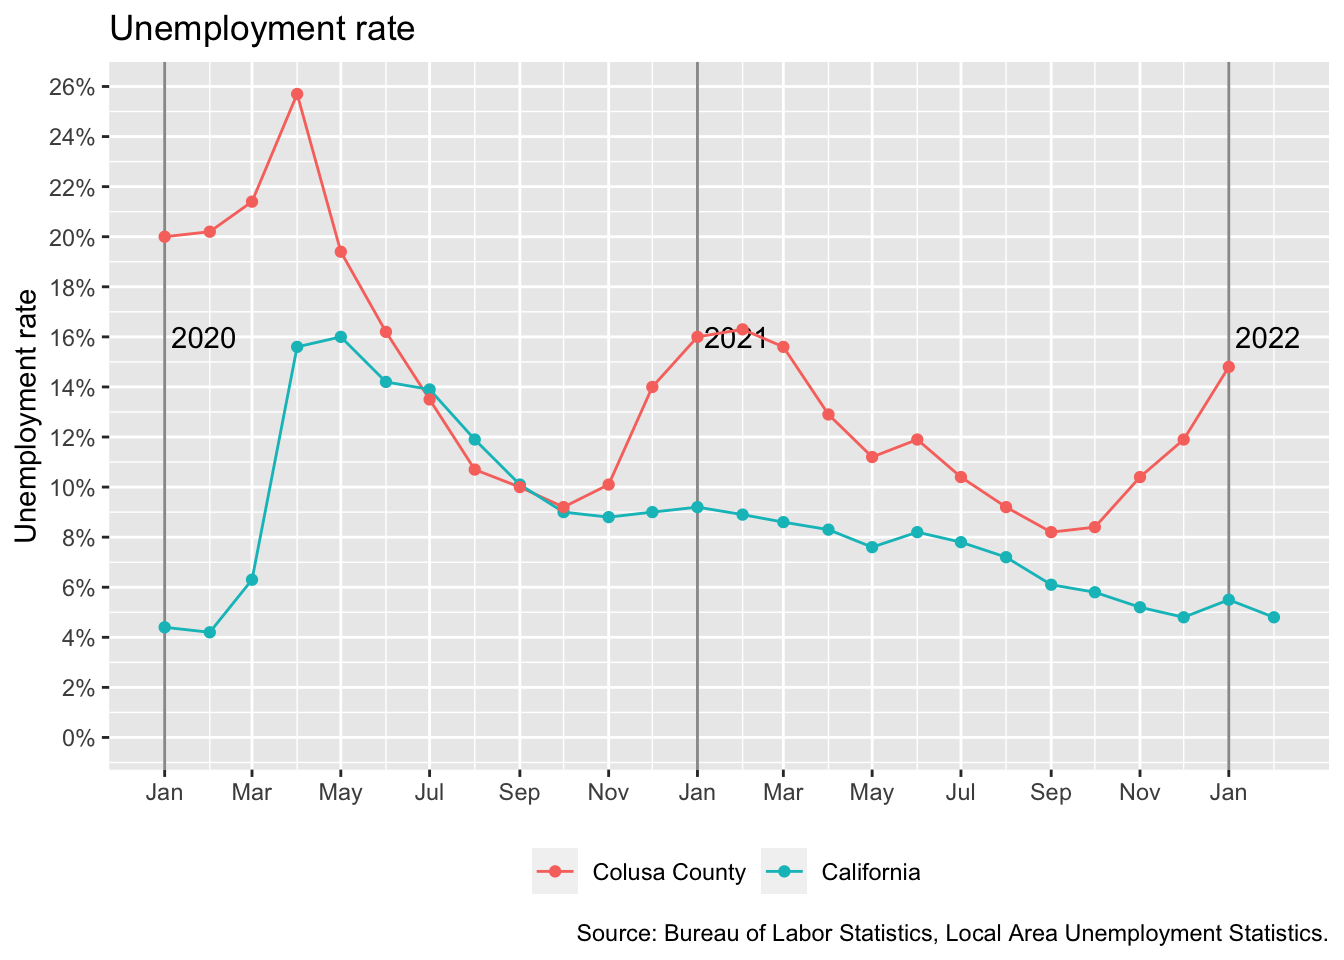 Unemployment rate
Unemployment rate
26%
24%
22%
20%
18%
16%
14%
12%
10%
8%
6%
4%
2%
0%
2020 2021 2022
Jan Mar May Jul Sep Nov Jan Mar May Jul Sep Nov Jan
Colusa County California
Source: Bureau of Labor Statistics, Local Area Unemployment Statistics.